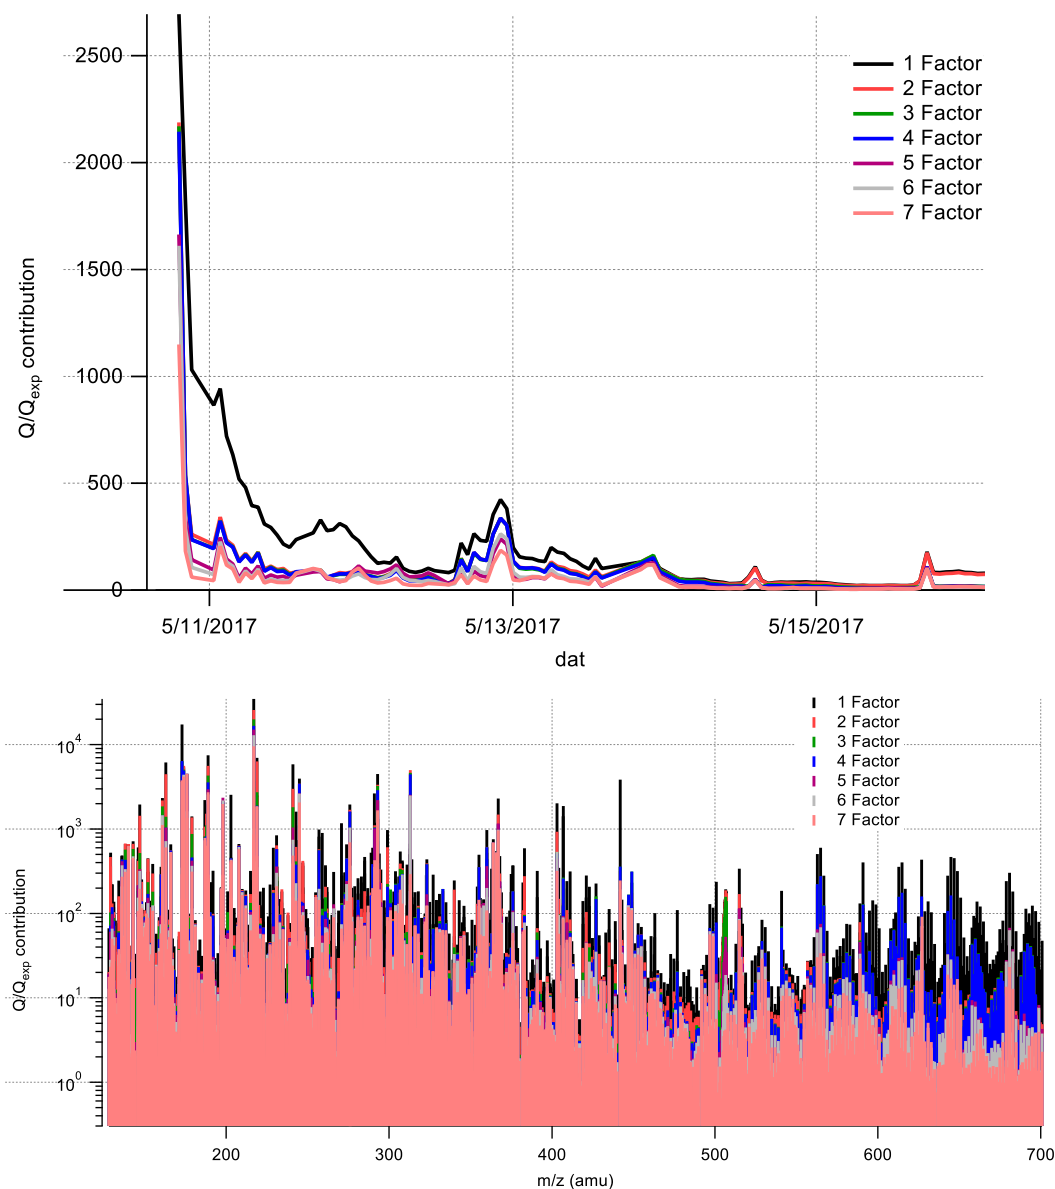 2500
2000
1500
1000
500
0
Q/Qexp contribution
1 Factor
2 Factor
3 Factor
4 Factor
5 Factor
6 Factor
7 Factor
5/11/2017
5/13/2017
5/15/2017
dat
10^4
10^3
10^2
10^1
10^0
Q/Qexp contribution
1 Factor
2 Factor
3 Factor
4 Factor
5 Factor
6 Factor
7 Factor
200
300
400
500
600
700
m/z (amu)